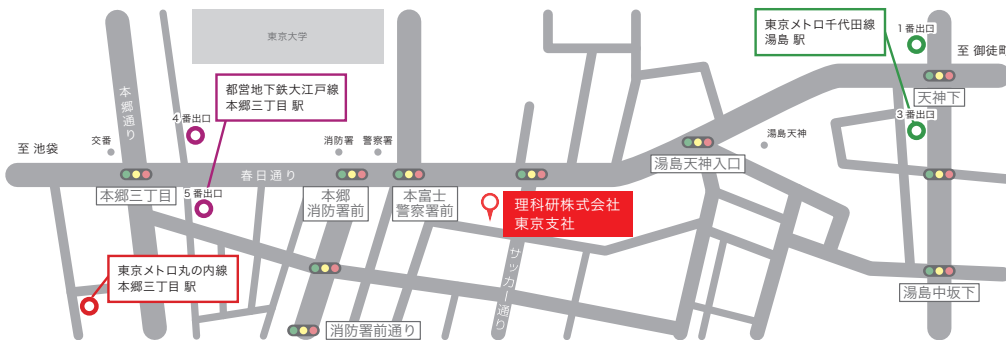 東京大学
東京メトロ千代田線
湯島 駅
1番出口
至 御徒町
天神下
都営地下鉄大江戸線
本郷三丁目 駅
本郷通り
4番出口
3番出口
交番
消防署
警察署
湯島天神
至 池袋
春日通り
湯島天神入口
本郷三丁目
5番出口
本郷
消防署前
本富士
警察署前
理科研株式会社
東京支社
サッカー通り
東京メトロ丸の内線
本郷三丁目 駅
湯島中坂下
消防署前通り